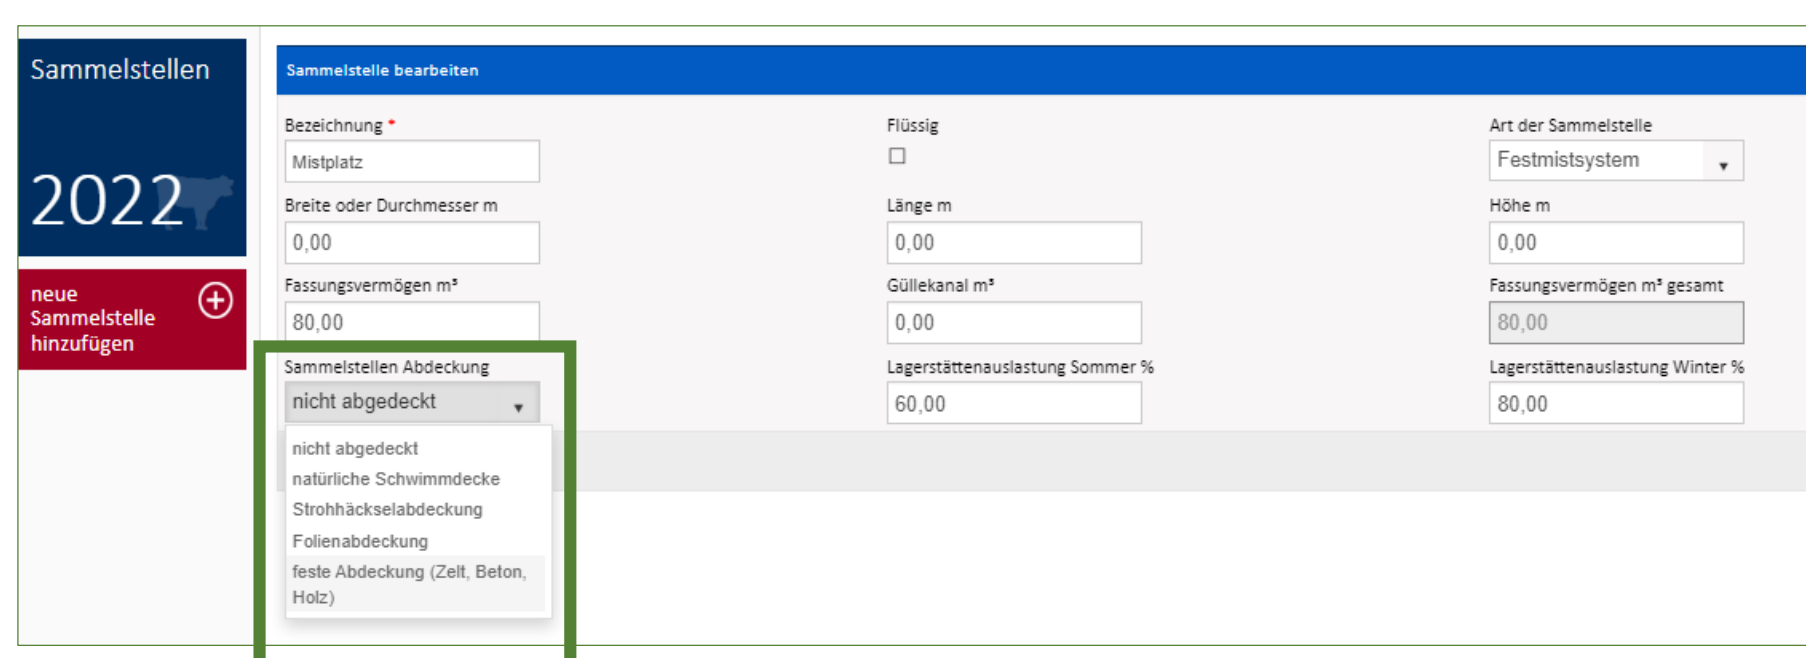 Sammelstellen
2022
neue
Sammelstelle
hinzufügen
Sammelstelle bearbeiten
Bezeichnung *
Flüssig
Art der Sammelstelle
Mistplatz
Festmistsystem
Breite oder Durchmesser m
Länge m
Höhe m
0,00
0,00
0,00
Fassungsvermögen m³
Güllekanal m³
Fassungsvermögen m³ gesamt
80,00
0,00
80,00
Sammelstellen Abdeckung
Lagerstättenauslastung Sommer %
Lagerstättenauslastung Winter %
nicht abgedeckt
60,00
80,00
nicht abgedeckt
natürliche Schwimmdecke
Strohhäckselabdeckung
Folienabdeckung
feste Abdeckung (Zelt, Beton,
Holz)